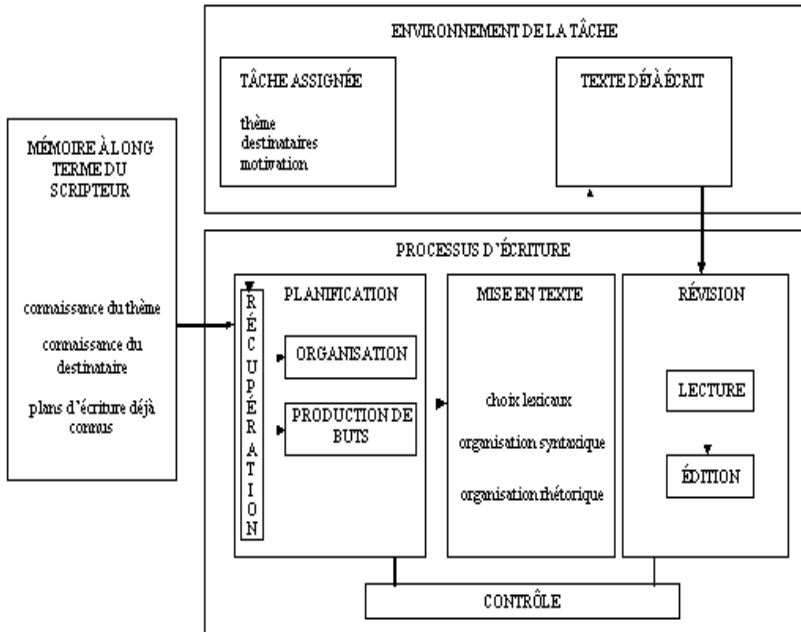 ENVIRONNEMENT DE LA TÂCHE
TÂCHE ASSIGNÉE
thème
destinataires
motivation
TEXTE DÉJÀ ÉCRIT
MÉMOIRE À LONG
TERME DU
SCRIPTEUR
connaissance du thème
connaissance du
destinataire
plans d'écriture déjà
connus
PROCESSUS D'ÉCRITURE
RÉCUPÉRATION
PLANIFICATION
ORGANISATION
PRODUCTION DE
BUTS
MISE EN TEXTE
choix lexicaux
organisation syntaxique
organisation rhétorique
RÉVISION
LECTURE
ÉDITION
CONTRÔLE